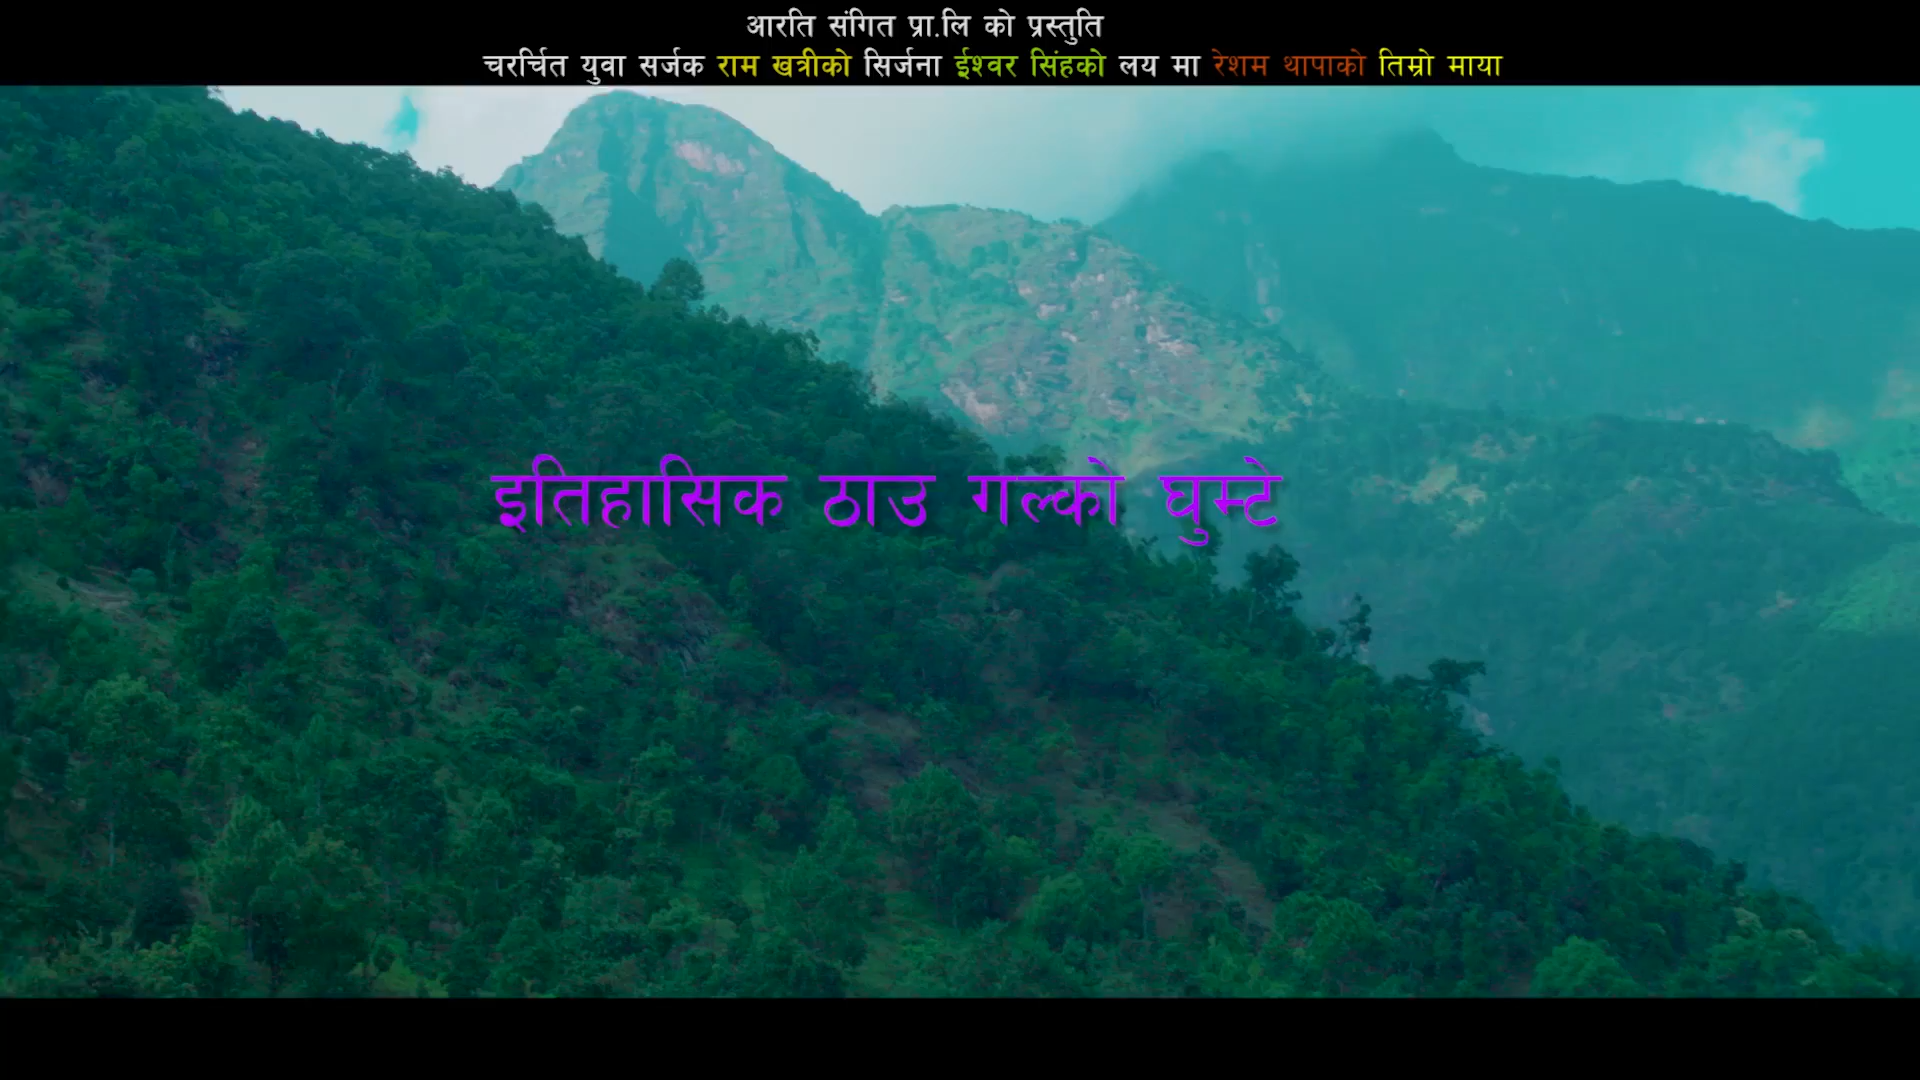 आरति संगित प्रा.लि को प्रस्तुति
चरर्चित युवा सर्जक राम खत्रीको सिर्जना ईश्वर सिंहको लय मा रेशम थापाको तिम्रो माया
इतिहासिक ठाउ गल्को घुम्टे